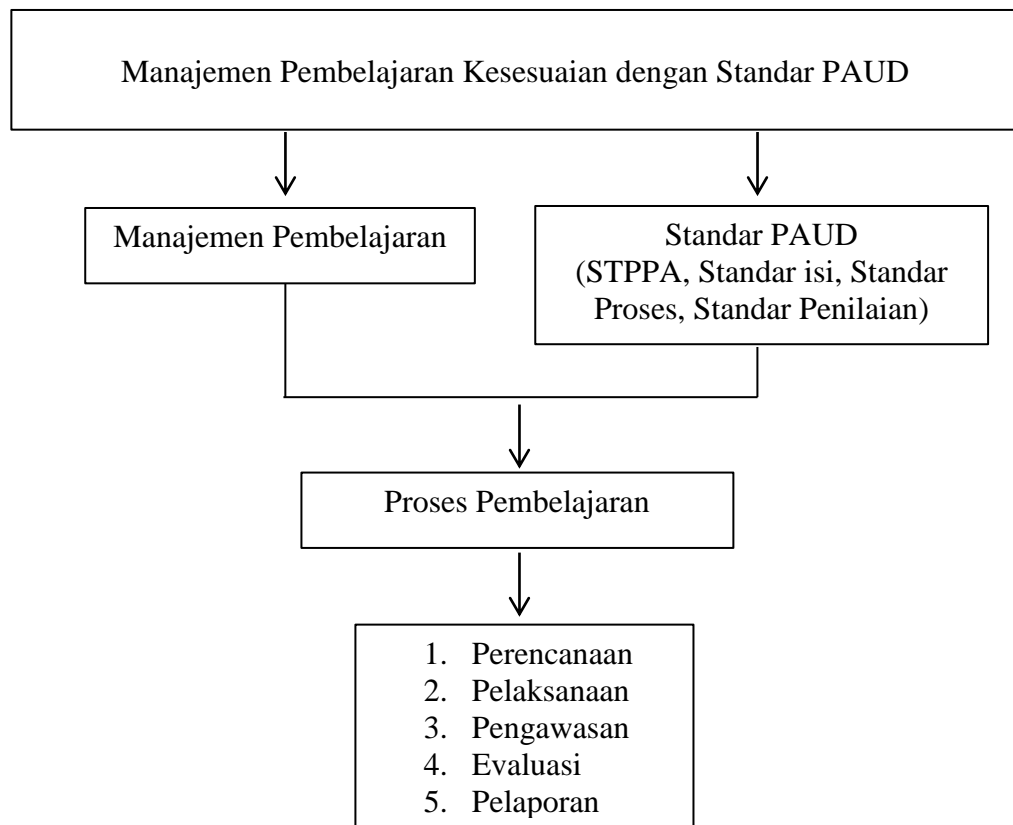 Manajemen Pembelajaran Kesesuaian dengan Standar PAUD
Manajemen Pembelajaran
Standar PAUD
(STPPA, Standar isi, Standar
Proses, Standar Penilaian)
Proses Pembelajaran
1. Perencanaan
2. Pelaksanaan
3. Pengawasan
4. Evaluasi
5. Pelaporan